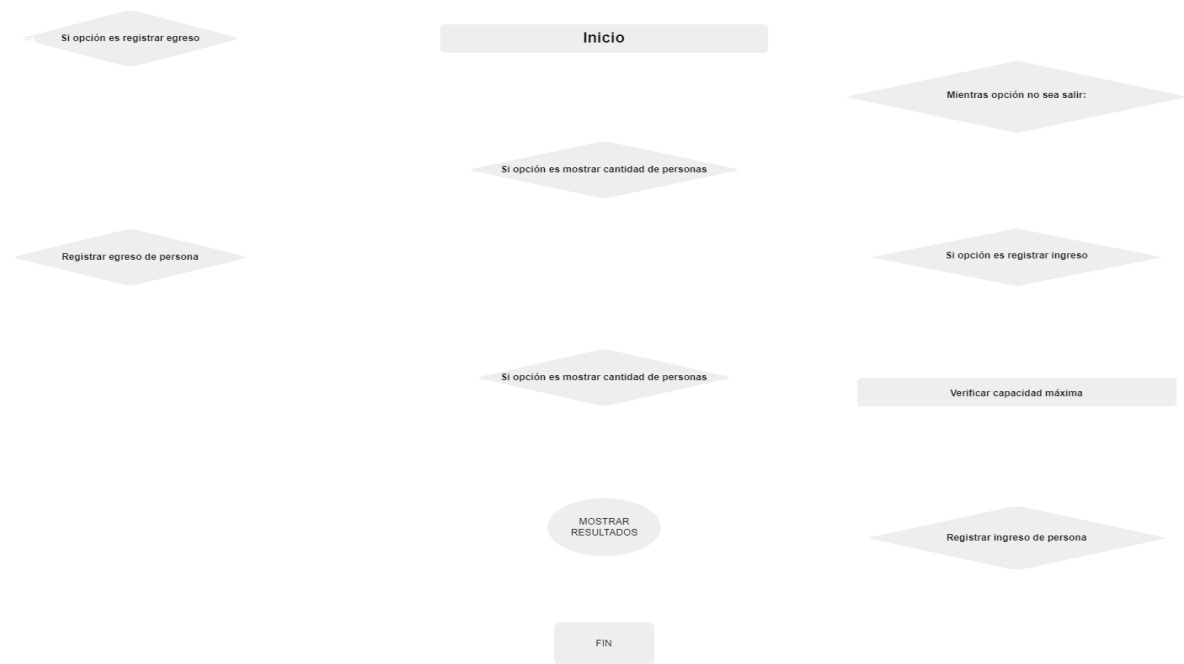 Si opción es registrar egreso
Inicio
Mientras opción no sea salir:
Si opción es mostrar cantidad de personas
Registrar egreso de persona
Si opción es registrar ingreso
Si opción es mostrar cantidad de personas
Verificar capacidad máxima
MOSTRAR
RESULTADOS
Registrar ingreso de persona
FIN